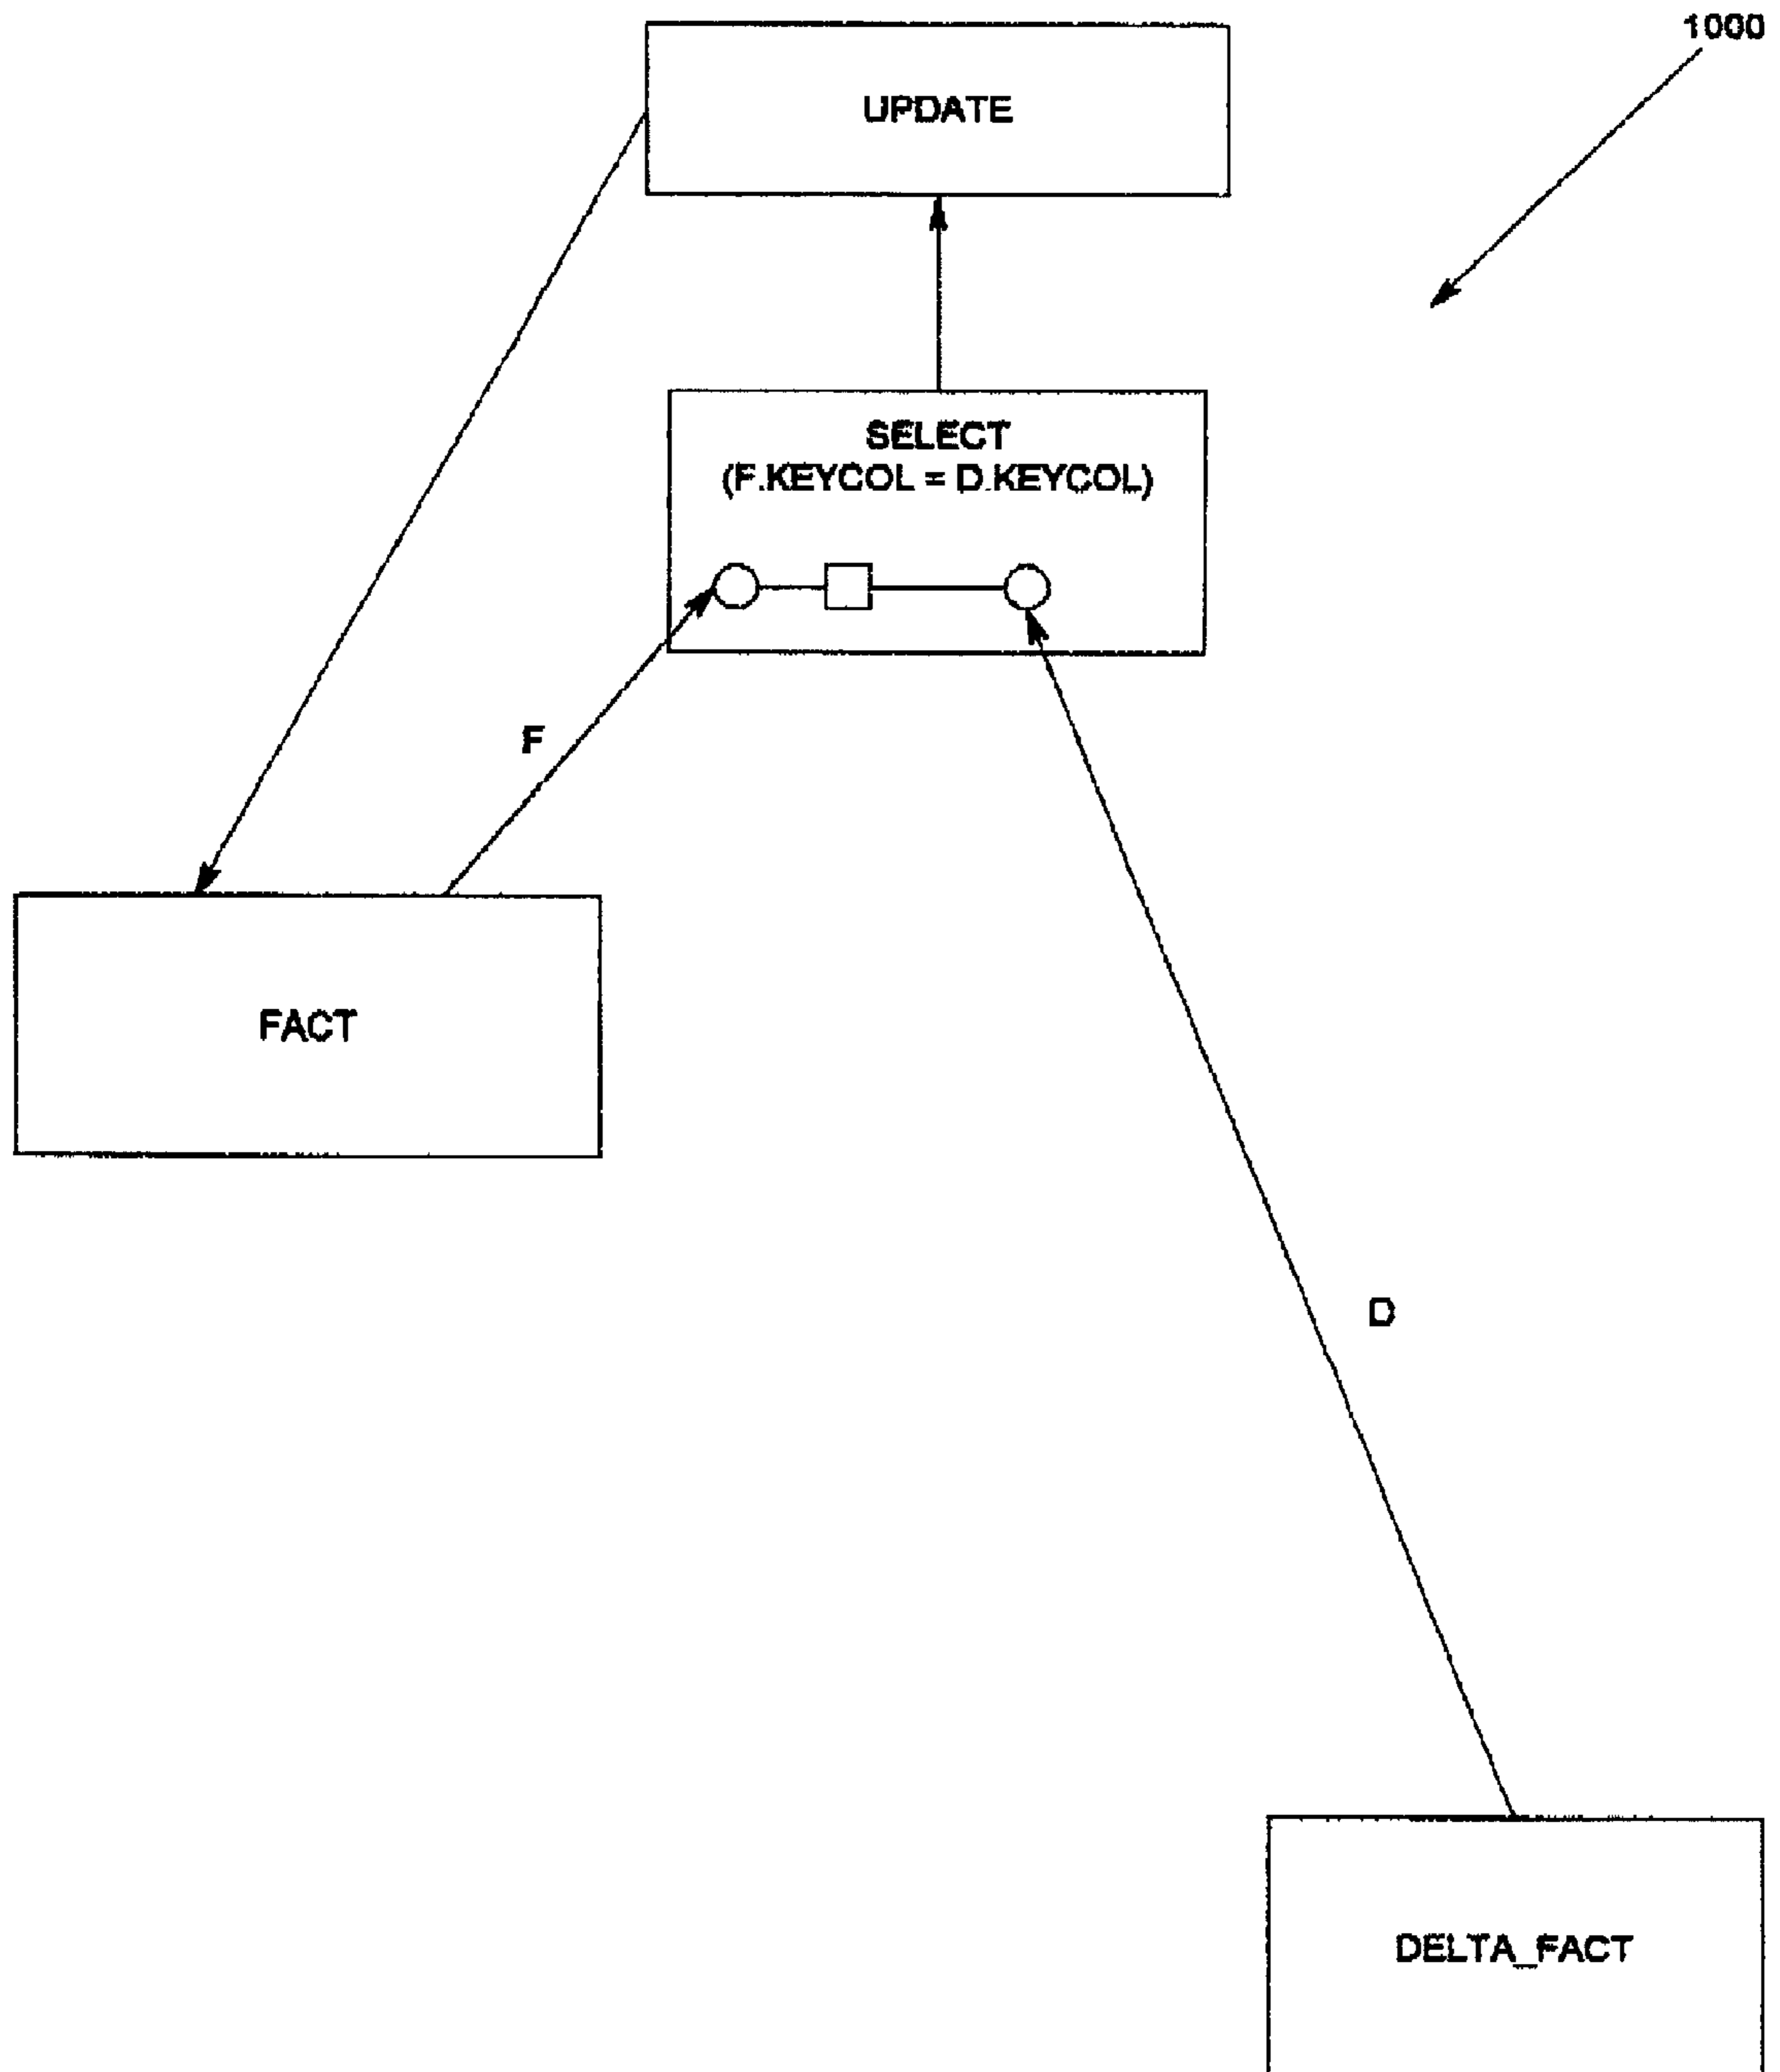 1000
UPDATE
SELECT
(F.KEYCOL = D.KEYCOL)
F
FACT
D
DELTA_FACT